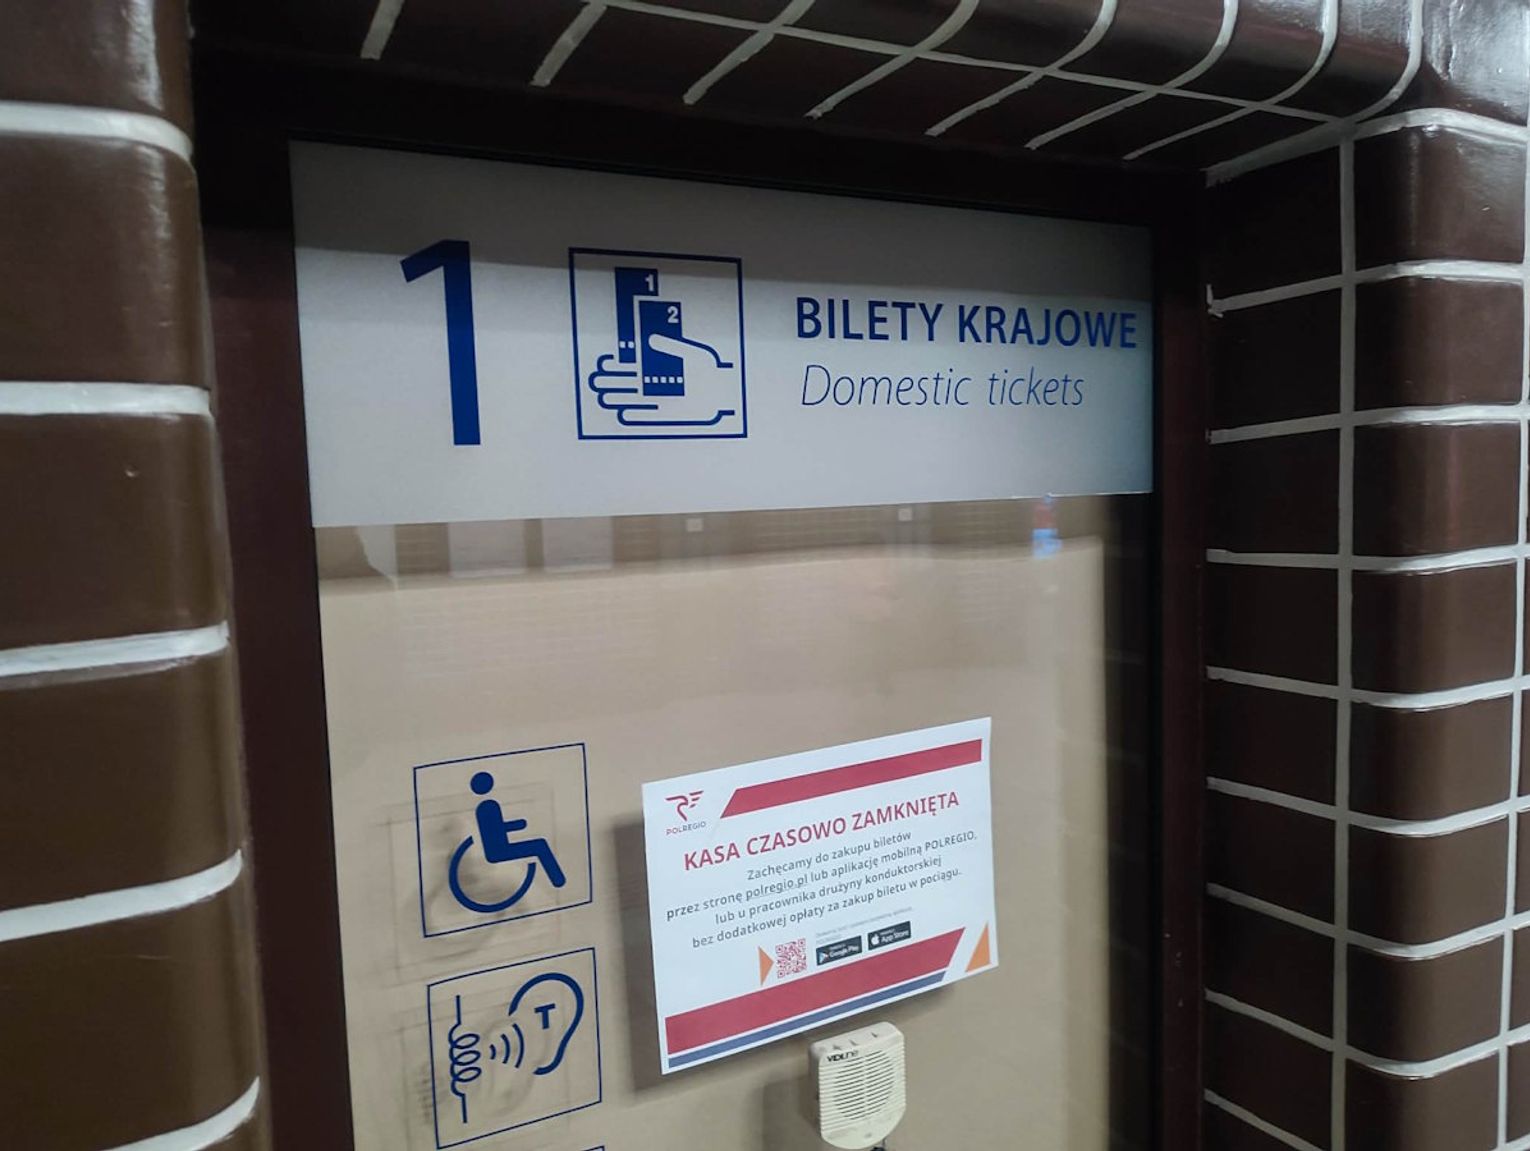 1
1
2
BILETY KRAJOWE
Domestic tickets
POLREGIO
KASA CZASOWO ZAMKNIĘTA
Zachęcamy do zakupu biletów
przez stronę polregio.pl lub aplikację mobilną POLREGIO,
lub u pracownika drużyny konduktorskiej
bez dodatkowej opłaty za zakup biletu w pociągu.
Google Play
App Store
T
VIDLine